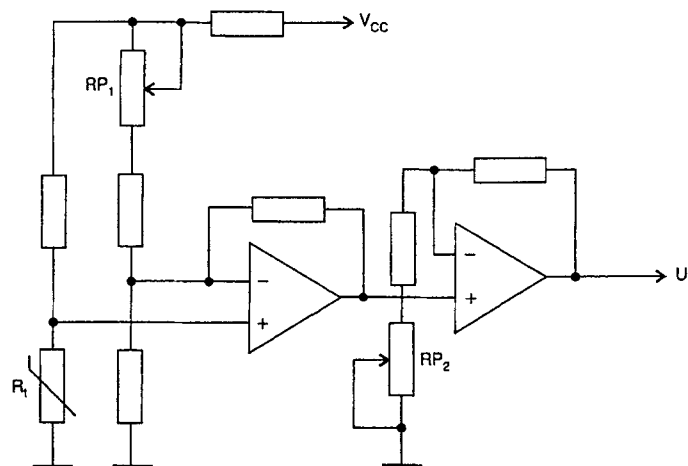 V_CC
RP_1
−
+
−
+
U
RP_2
R_t